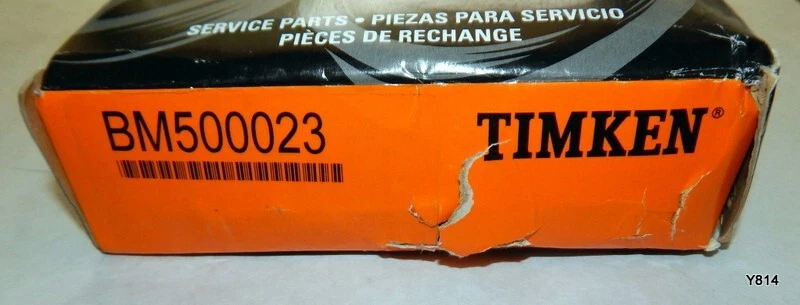 SERVICE PARTS • PIEZAS PARA SERVICIO
PIÈCES DE RECHANGE
BM500023
TIMKEN®
Y814